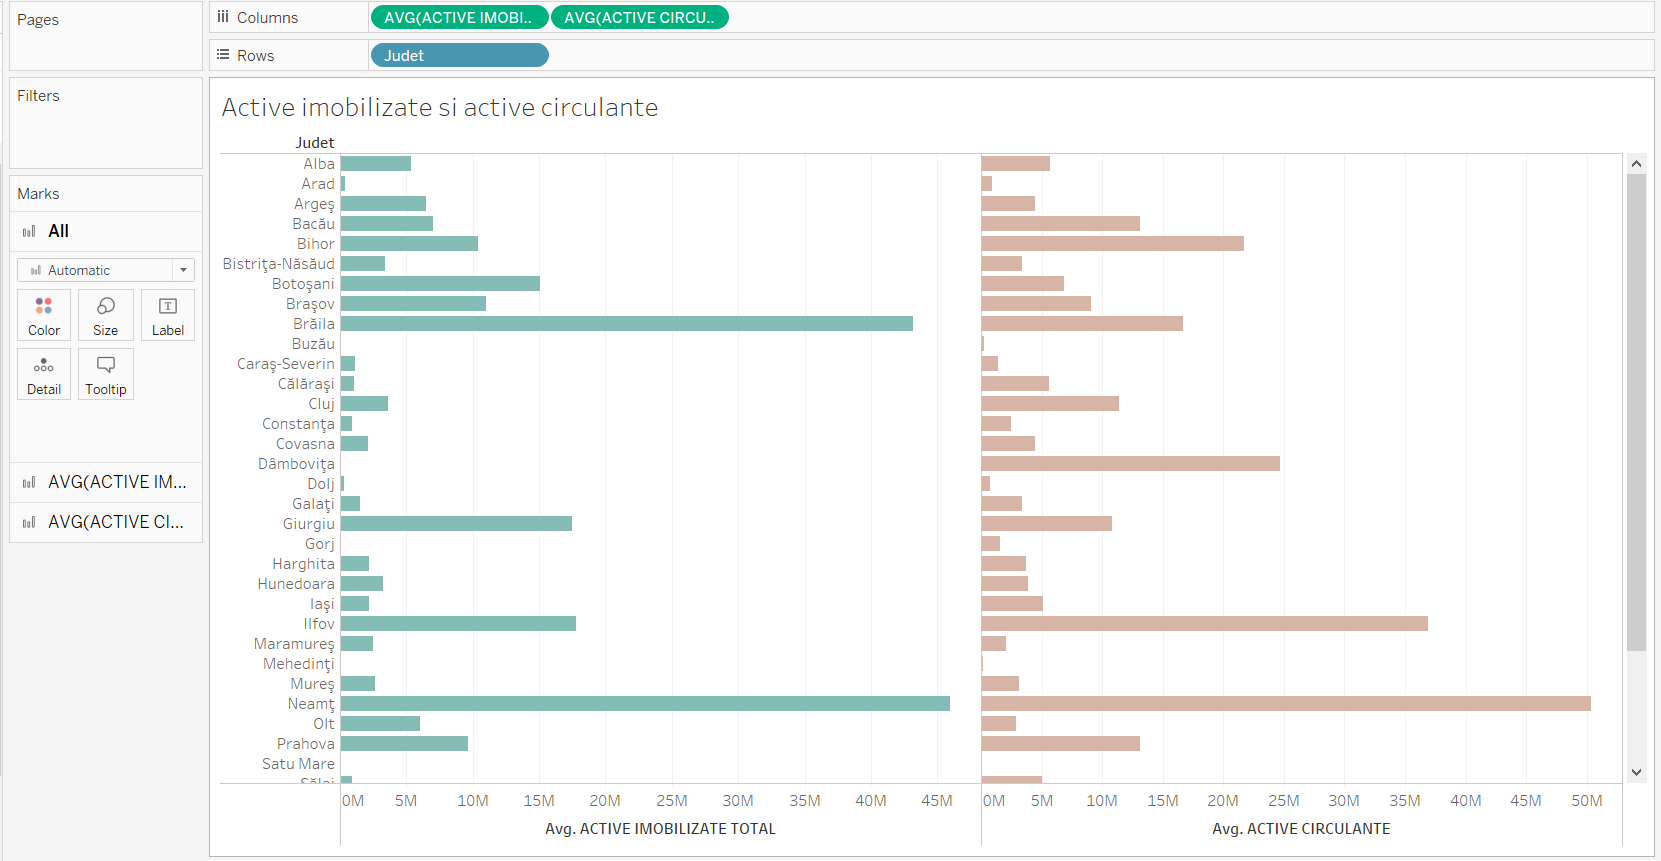 Pages
Columns
AVG(ACTIVE IMOBI..
AVG(ACTIVE CIRCU..
Rows
Judet
Filters
Marks
All
Automatic
Color
Size
Label
Detail
Tooltip
AVG(ACTIVE IM...
AVG(ACTIVE CI...
Active imobilizate si active circulante
Judet
Alba
Arad
Argeş
Bacău
Bihor
Bistriţa-Năsăud
Botoşani
Braşov
Brăila
Buzău
Caraş-Severin
Călăraşi
Cluj
Constanţa
Covasna
Dâmboviţa
Dolj
Galaţi
Giurgiu
Gorj
Harghita
Hunedoara
Iaşi
Ilfov
Maramureş
Mehedinţi
Mureş
Neamţ
Olt
Prahova
Satu Mare
Sălaj
0M 5M 10M 15M 20M 25M 30M 35M 40M 45M
0M 5M 10M 15M 20M 25M 30M 35M 40M 45M 50M
Avg. ACTIVE IMOBILIZATE TOTAL
Avg. ACTIVE CIRCULANTE